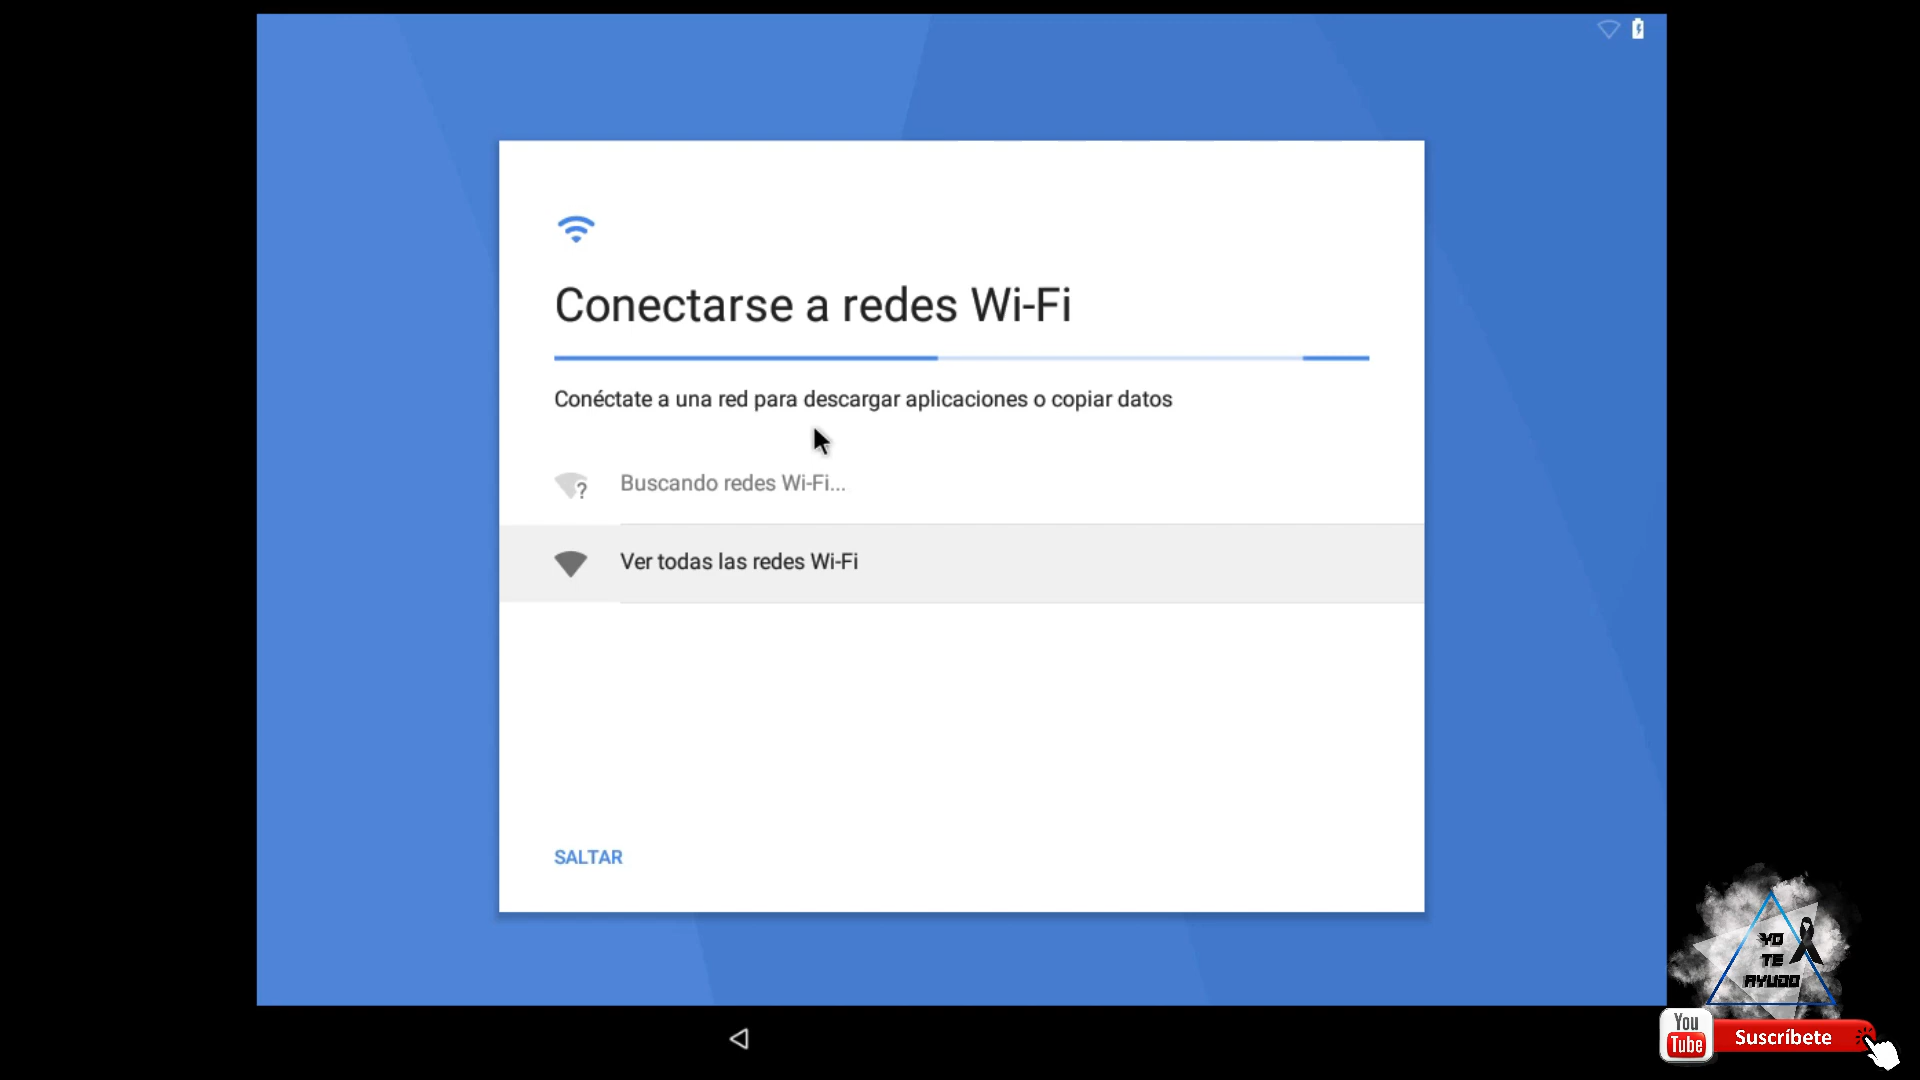 Conectarse a redes Wi-Fi
Conéctate a una red para descargar aplicaciones o copiar datos
Buscando redes Wi-Fi...
Ver todas las redes Wi-Fi
SALTAR
YO
TE
AYUDO
You
Tube
Suscríbete